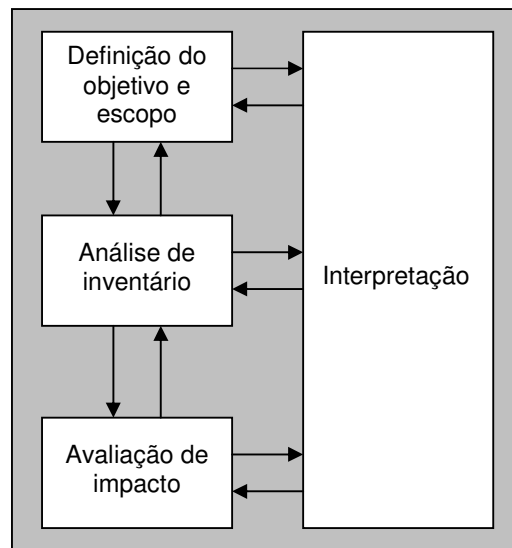 Definição do
objetivo e
escopo
Análise de
inventário
Interpretação
Avaliação de
impacto